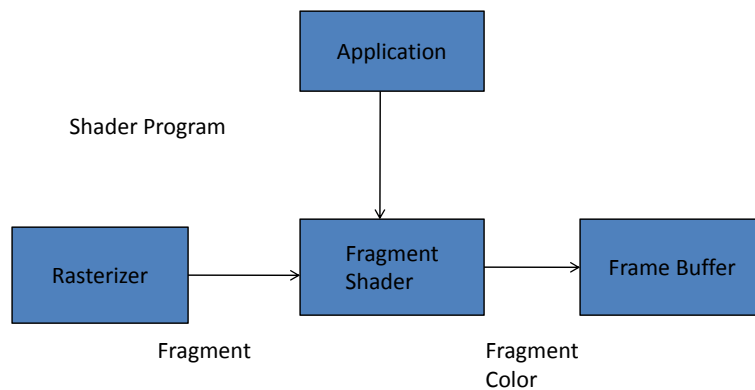 Application
Shader Program
Rasterizer
Fragment
Shader
Frame Buffer
Fragment
Fragment
Color